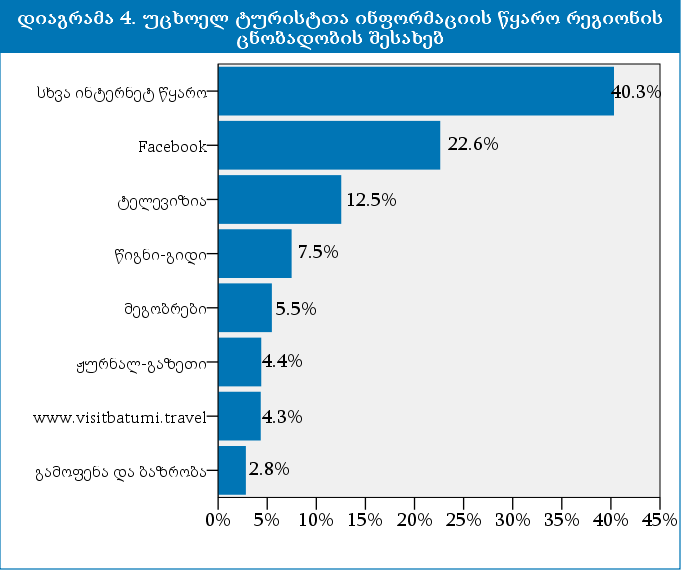 დიაგრამა 4. უცხოელ ტურისტთა ინფორმაციის წყარო რეგიონის
ცნობადობის შესახებ
სხვა ინტერნეტ წყარო 40.3%
Facebook 22.6%
ტელევიზია 12.5%
წიგნი-გიდი 7.5%
მეგობრები 5.5%
ჟურნალ-გაზეთი 4.4%
www.visitbatumi.travel 4.3%
გამოფენა და ბაზრობა 2.8%
0% 5% 10% 15% 20% 25% 30% 35% 40% 45%